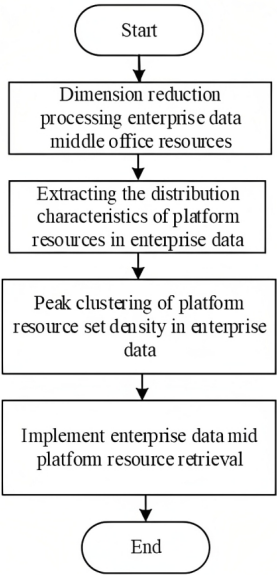 Start
Dimension reduction
processing enterprise data
middle office resources
Extracting the distribution
characteristics of platform
resources in enterprise data
Peak clustering of platform
resource set density in enterprise
data
Implement enterprise data mid
platform resource retrieval
End